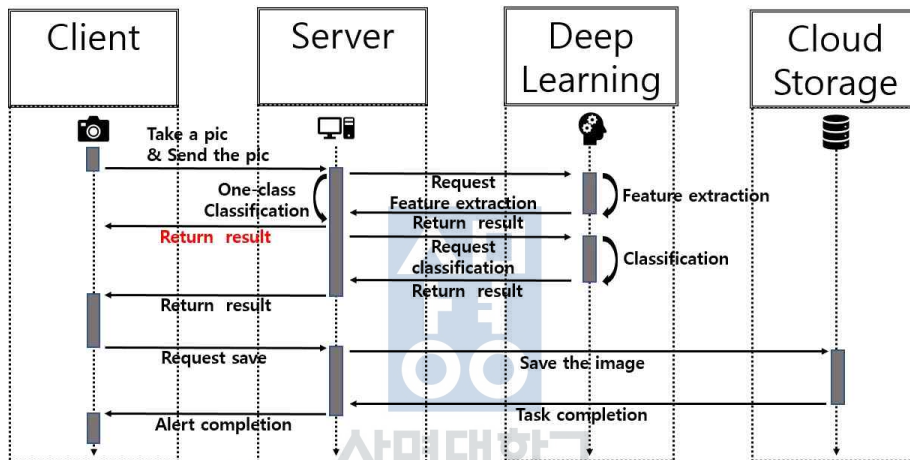 Client
Server
Deep
Learning
Cloud
Storage
Take a pic
& Send the pic
One-class
Classification
Request
Feature extraction
Return result
Feature extraction
Return result
Request
classification
Return result
Classification
Return result
Request save
Save the image
Task completion
Alert completion